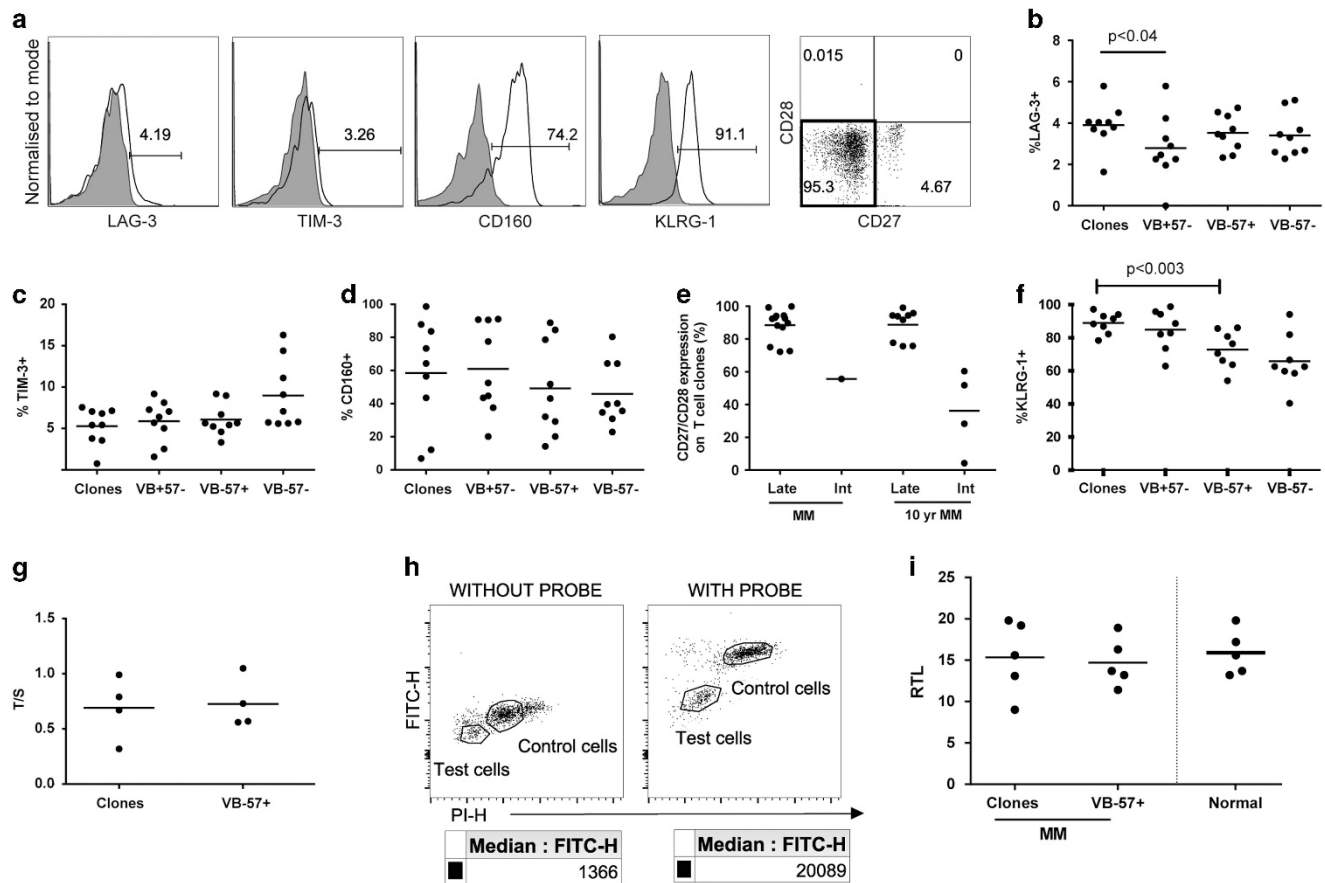 a
Normalised to mode
4.19
LAG-3
3.26
TIM-3
74.2
CD160
91.1
KLRG-1
0.015
0
95.3
4.67
CD28
CD27
b
p<0.04
%LAG-3+
8
6
4
2
0
Clones VB+57- VB-57+ VB-57-
c
% TIM-3+
20
15
10
5
0
Clones VB+57- VB-57+ VB-57-
d
% CD160+
100
80
60
40
20
0
Clones VB+57- VB-57+ VB-57-
e
CD27/CD28 expression
on T cell clones (%)
100
80
60
40
20
0
Late Int Late Int
MM 10 yr MM
f
p<0.003
%KLRG-1+
100
80
60
40
20
0
Clones VB+57- VB-57+ VB-57-
g
T/S
1.5
1.0
0.5
0.0
Clones VB-57+
h
WITHOUT PROBE
WITH PROBE
FITC-H
Control cells
Test cells
Control cells
Test cells
PI-H
Median : FITC-H
1366
Median : FITC-H
20089
i
RTL
25
20
15
10
5
0
Clones VB-57+ Normal
MM